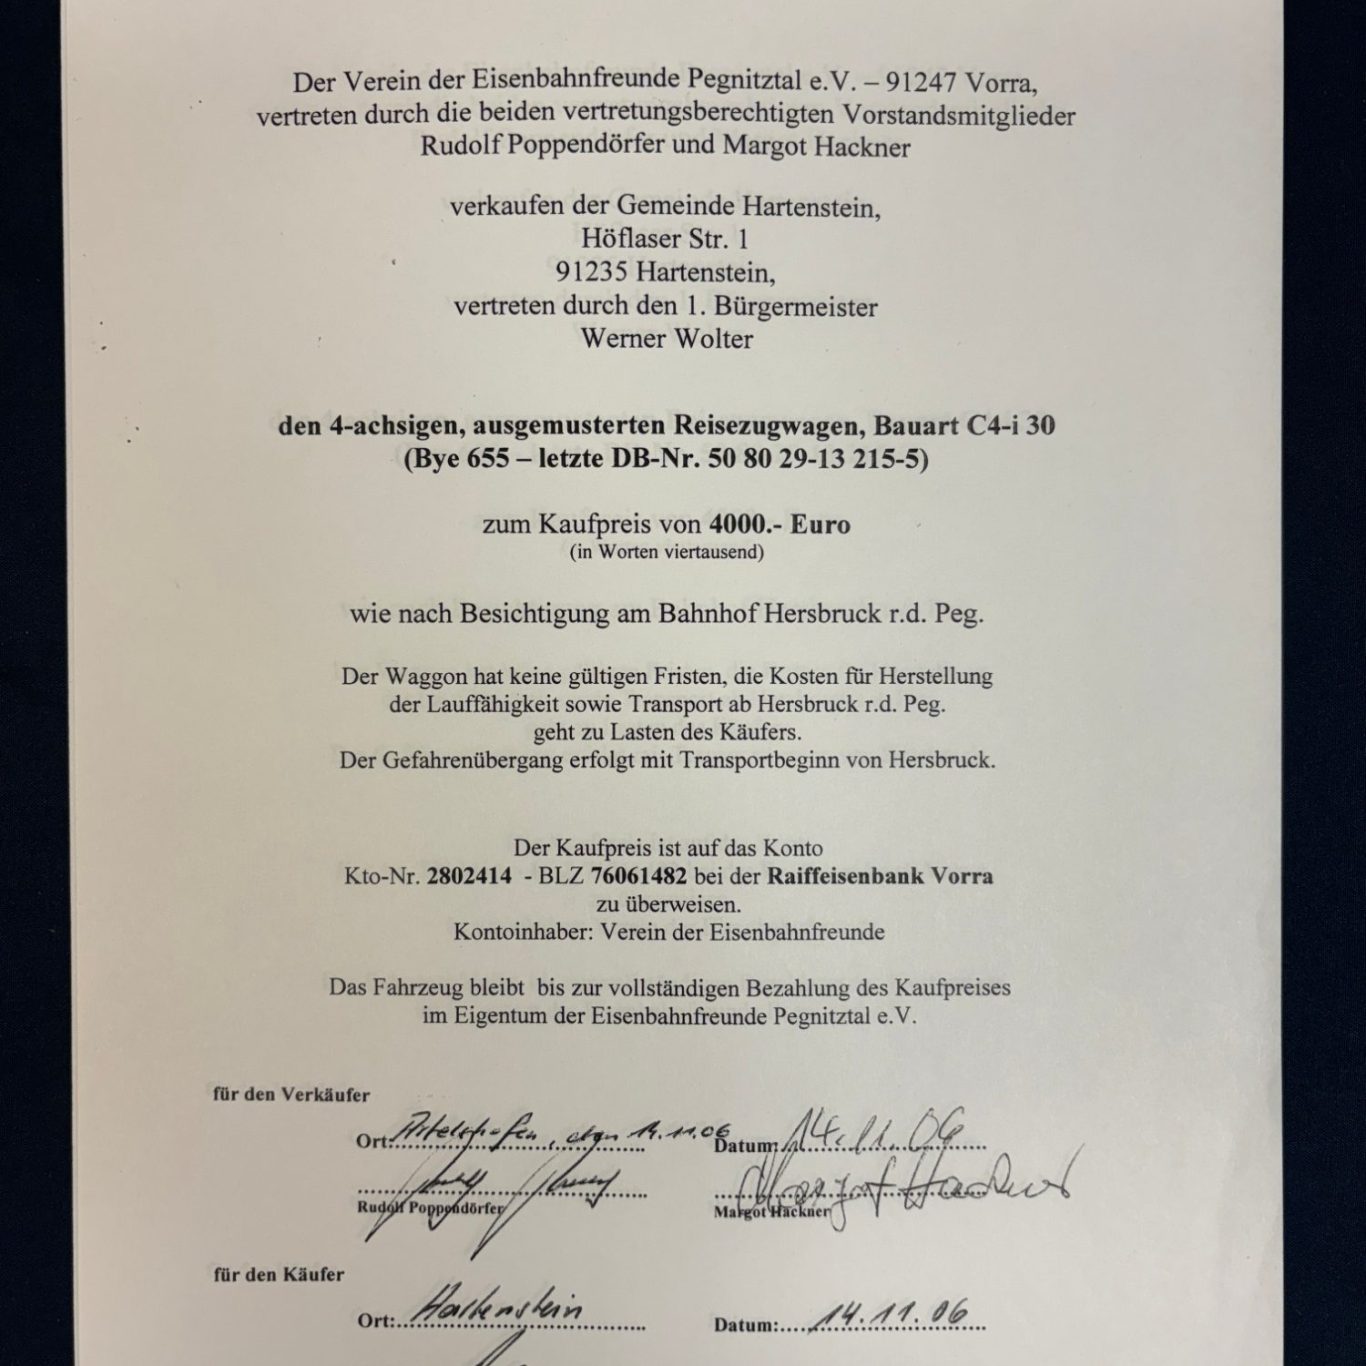 Der Verein der Eisenbahnfreunde Pegnitztal e.V. – 91247 Vorra,
vertreten durch die beiden vertretungsberechtigten Vorstandsmitglieder
Rudolf Poppendörfer und Margot Hackner
verkaufen der Gemeinde Hartenstein,
Höflaser Str. 1
91235 Hartenstein,
vertreten durch den 1. Bürgermeister
Werner Wolter
den 4-achsigen, ausgemusterten Reisezugwagen, Bauart C4-i 30
(Bye 655 – letzte DB-Nr. 50 80 29-13 215-5)
zum Kaufpreis von 4000.- Euro
(in Worten viertausend)
wie nach Besichtigung am Bahnhof Hersbruck r.d. Peg.
Der Waggon hat keine gültigen Fristen, die Kosten für Herstellung
der Lauffähigkeit sowie Transport ab Hersbruck r.d. Peg.
geht zu Lasten des Käufers.
Der Gefahrenübergang erfolgt mit Transportbeginn von Hersbruck.
Der Kaufpreis ist auf das Konto
Kto-Nr. 2802414 - BLZ 76061482 bei der Raiffeisenbank Vorra
zu überweisen.
Kontoinhaber: Verein der Eisenbahnfreunde
Das Fahrzeug bleibt bis zur vollständigen Bezahlung des Kaufpreises
im Eigentum der Eisenbahnfreunde Pegnitztal e.V.
für den Verkäufer
Ort: 14.11.06 Datum: 14.11.06
Margot Hackner
Rudolf Poppendörfer Margot Hackner
für den Käufer
Ort: Hartenstein Datum: 14.11.06